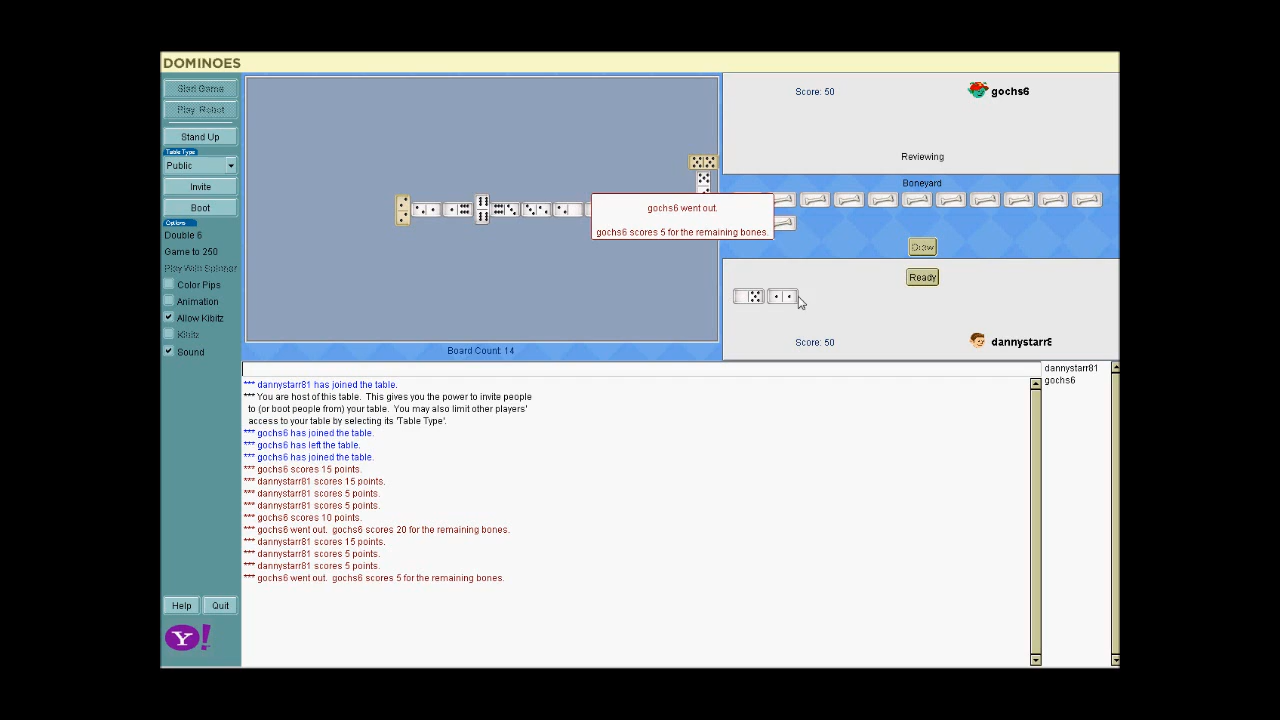 DOMINOES
Start Game
Play Robot
Stand Up
Table Type
Public
Invite
Boot
Options
Double 6
Game to 250
Play With Spinner
Color Pips
Animation
Allow Kibitz
Kibitz
Sound
Help
Quit
Y!
Score: 50
gochs6
Reviewing
Boneyard
gochs6 went out.
gochs6 scores 5 for the remaining bones.
Draw
Ready
Score: 50
dannystarr8
Board Count: 14
*** dannystarr81 has joined the table.
*** You are host of this table. This gives you the power to invite people
to (or boot people from) your table. You may also limit other players'
access to your table by selecting its 'Table Type'.
*** gochs6 has joined the table.
*** gochs6 has left the table.
*** gochs6 has joined the table.
*** gochs6 scores 15 points.
*** dannystarr81 scores 15 points.
*** dannystarr81 scores 5 points.
*** dannystarr81 scores 5 points.
*** gochs6 scores 10 points.
*** gochs6 went out. gochs6 scores 20 for the remaining bones.
*** dannystarr81 scores 15 points.
*** dannystarr81 scores 5 points.
*** dannystarr81 scores 5 points.
*** gochs6 went out. gochs6 scores 5 for the remaining bones.
dannystarr81
gochs6